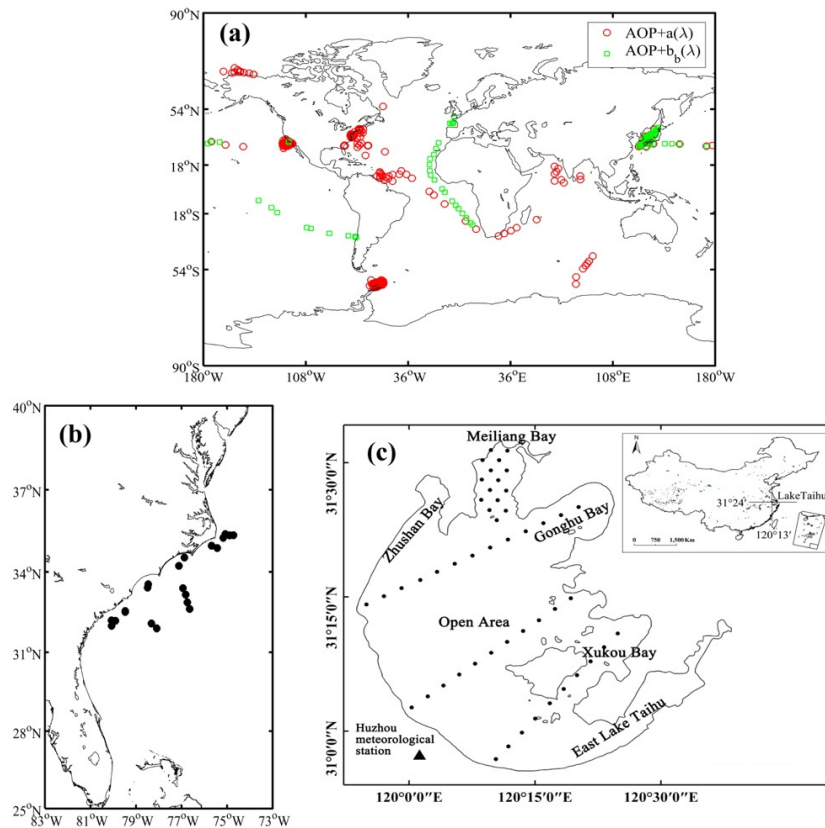 (a)
AOP+a(λ)
AOP+b_b(λ)
90°N
54°N
18°N
18°S
54°S
90°S
180°W
108°W
36°W
36°E
108°E
180°W
(b)
40°N
37°N
34°N
31°N
28°N
25°N
83°W
81°W
79°W
77°W
75°W
73°W
(c)
Meiliang Bay
Zhushan Bay
Gonghu Bay
Open Area
Xukou Bay
East Lake Taihu
Huzhou
meteorological
station
31°30′0″N
31°15′0″N
31°0′0″N
120°0′0″E
120°15′0″E
120°30′0″E
N
LakeTaihu
31°24′
120°13′
0 750 1,500 Km